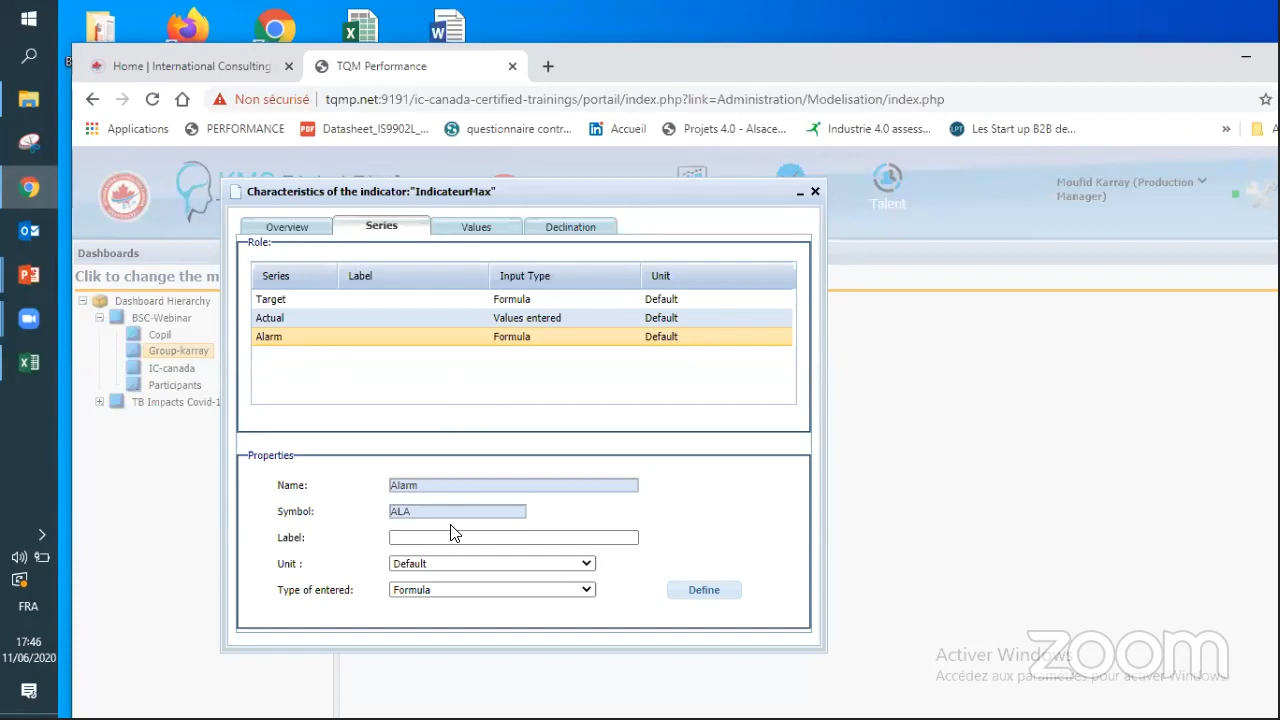 Home | International Consulting
TQM Performance
Non sécurisé
tqmp.net:9191/ic-canada-certified-trainings/portail/index.php?link=Administration/Modelisation/index.php
Applications
PERFORMANCE
PDF
Datasheet_IS9902L_...
questionnaire contr...
Accueil
Projets 4.0 - Alsace...
Industrie 4.0 assess...
LPT
Les Start up B2B de...
»
Talent
Moufid Karray (Production
Manager)
Dashboards
Clik to change the m
Dashboard Hierarchy
BSC-Webinar
Copil
Group-karray
IC-canada
Participants
TB Impacts Covid-1
Characteristics of the indicator:"IndicateurMax"
Overview
Series
Values
Declination
Role:
Series Label Input Type Unit
Target Formula Default
Actual Values entered Default
Alarm Formula Default
Properties
Name: Alarm
Symbol: ALA
Label:
Unit : Default
Type of entered: Formula
Define
FRA
17:46
11/06/2020
Activer Windows
Accédez aux paramètres pour activer Windows.
zoom